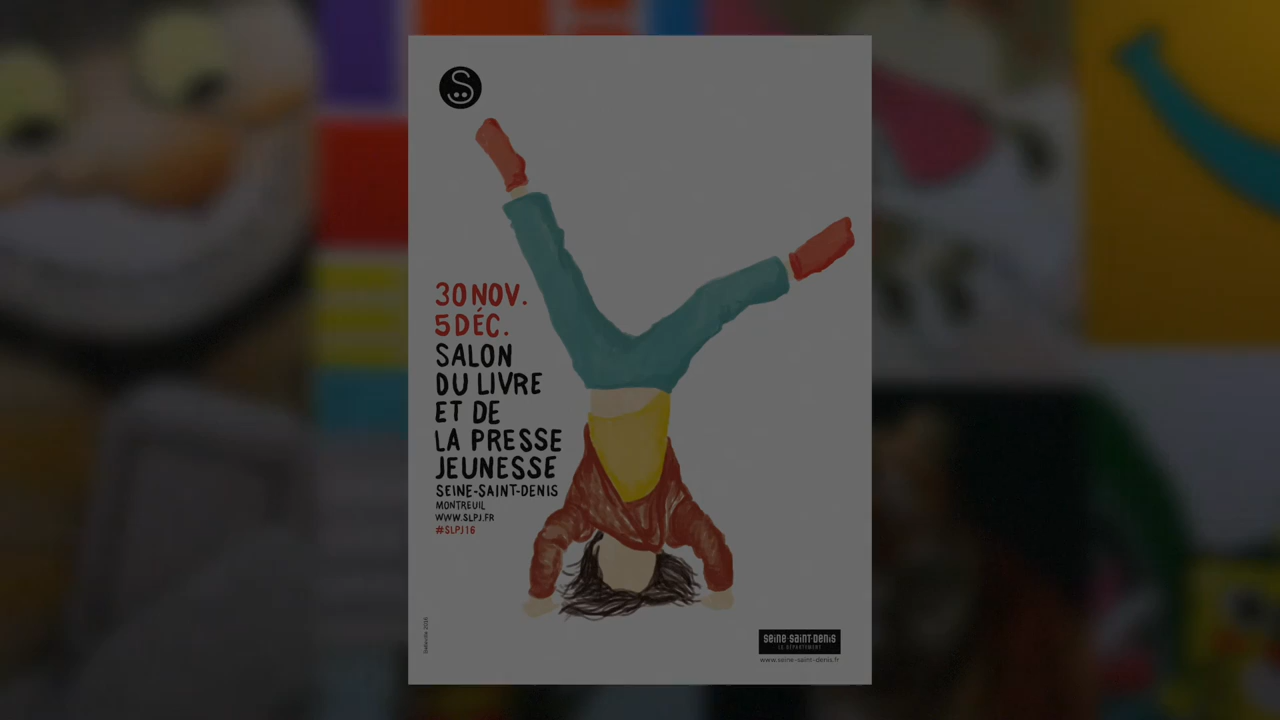 30 NOV.
5 DÉC.
SALON
DU LIVRE
ET DE
LA PRESSE
JEUNESSE
SEINE-SAINT-DENIS
MONTREUIL
WWW.SLPJ.FR
#SLPJ16
seine-saint-denis
LE DÉPARTEMENT
www.seine-saint-denis.fr